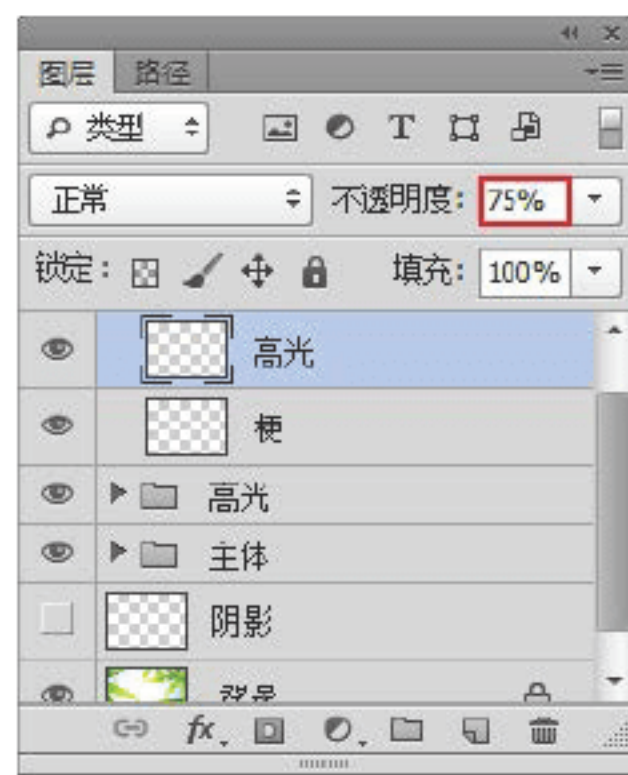 图层 路径
类型
正常 不透明度: 75%
锁定: 填充: 100%
高光
梗
高光
主体
阴影
背景
fx